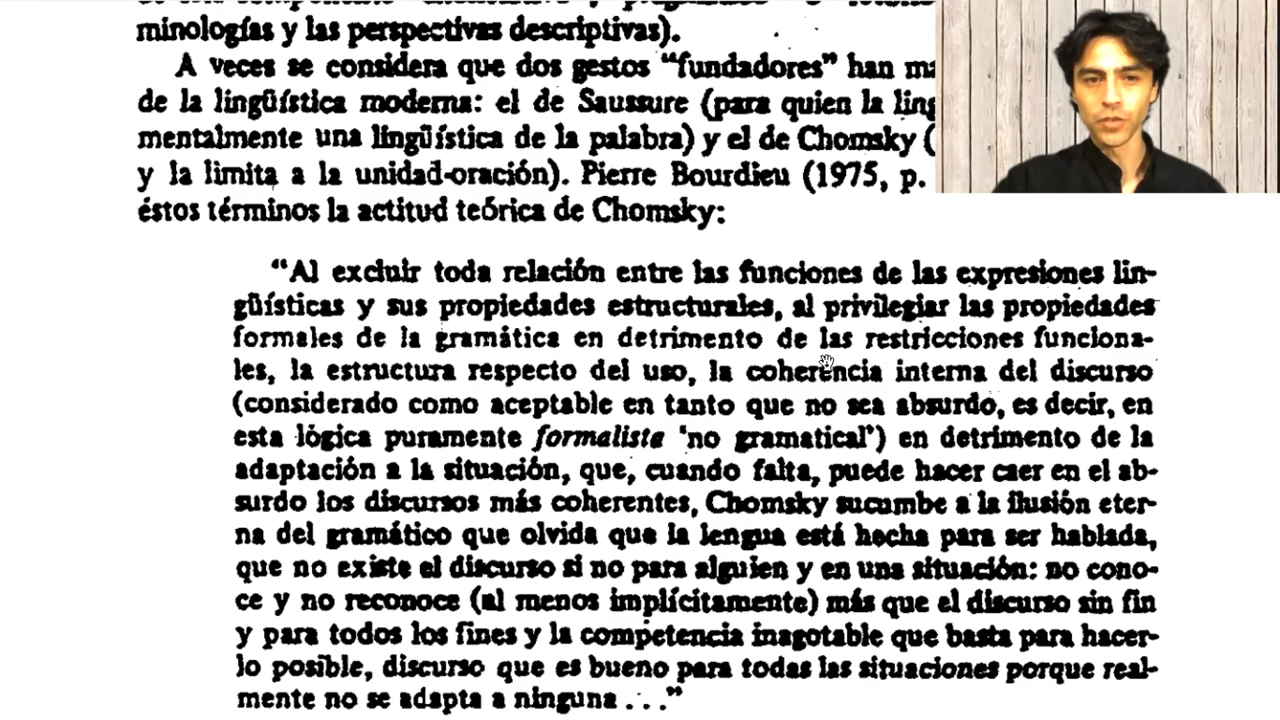 minologías y las perspectivas descriptivas).
A veces se considera que dos gestos “fundadores” han
de la lingüística moderna: el de Saussure (para quien la
mentalmente una lingüística de la palabra) y el de Chomsky (
y la limita a la unidad-oración). Pierre Bourdieu (1975, p.
éstos términos la actitud teórica de Chomsky:
“Al excluir toda relación entre las funciones de las expresiones lin-
güísticas y sus propiedades estructurales, al privilegiar las propiedades
formales de la gramática en detrimento de las restricciones funciona-
les, la estructura respecto del uso, la coherencia interna del discurso
(considerado como aceptable en tanto que no sea absurdo, es decir, en
esta lógica puramente formalista ‘no gramatical’) en detrimento de la
adaptación a la situación, que, cuando falta, puede hacer caer en el ab-
surdo los discursos más coherentes, Chomsky sucumbe a la ilusión eter-
na del gramático que olvida que la lengua está hecha para ser hablada,
que no existe el discurso si no para alguien y en una situación: no cono-
ce y no reconoce (al menos implícitamente) más que el discurso sin fin
y para todos los fines y la competencia inagotable que basta para hacer-
lo posible, discurso que es bueno para todas las situaciones porque real-
mente no se adapta a ninguna . . .”